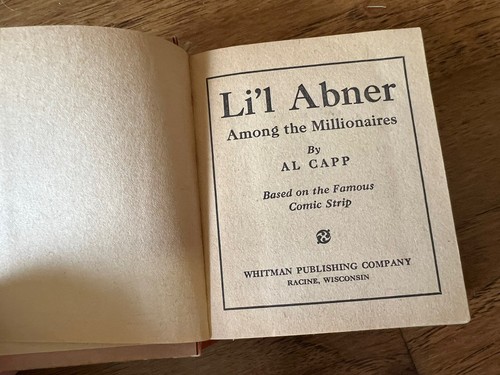 Li'l Abner
Among the Millionaires
By
AL CAPP
Based on the Famous
Comic Strip
WHITMAN PUBLISHING COMPANY
RACINE, WISCONSIN